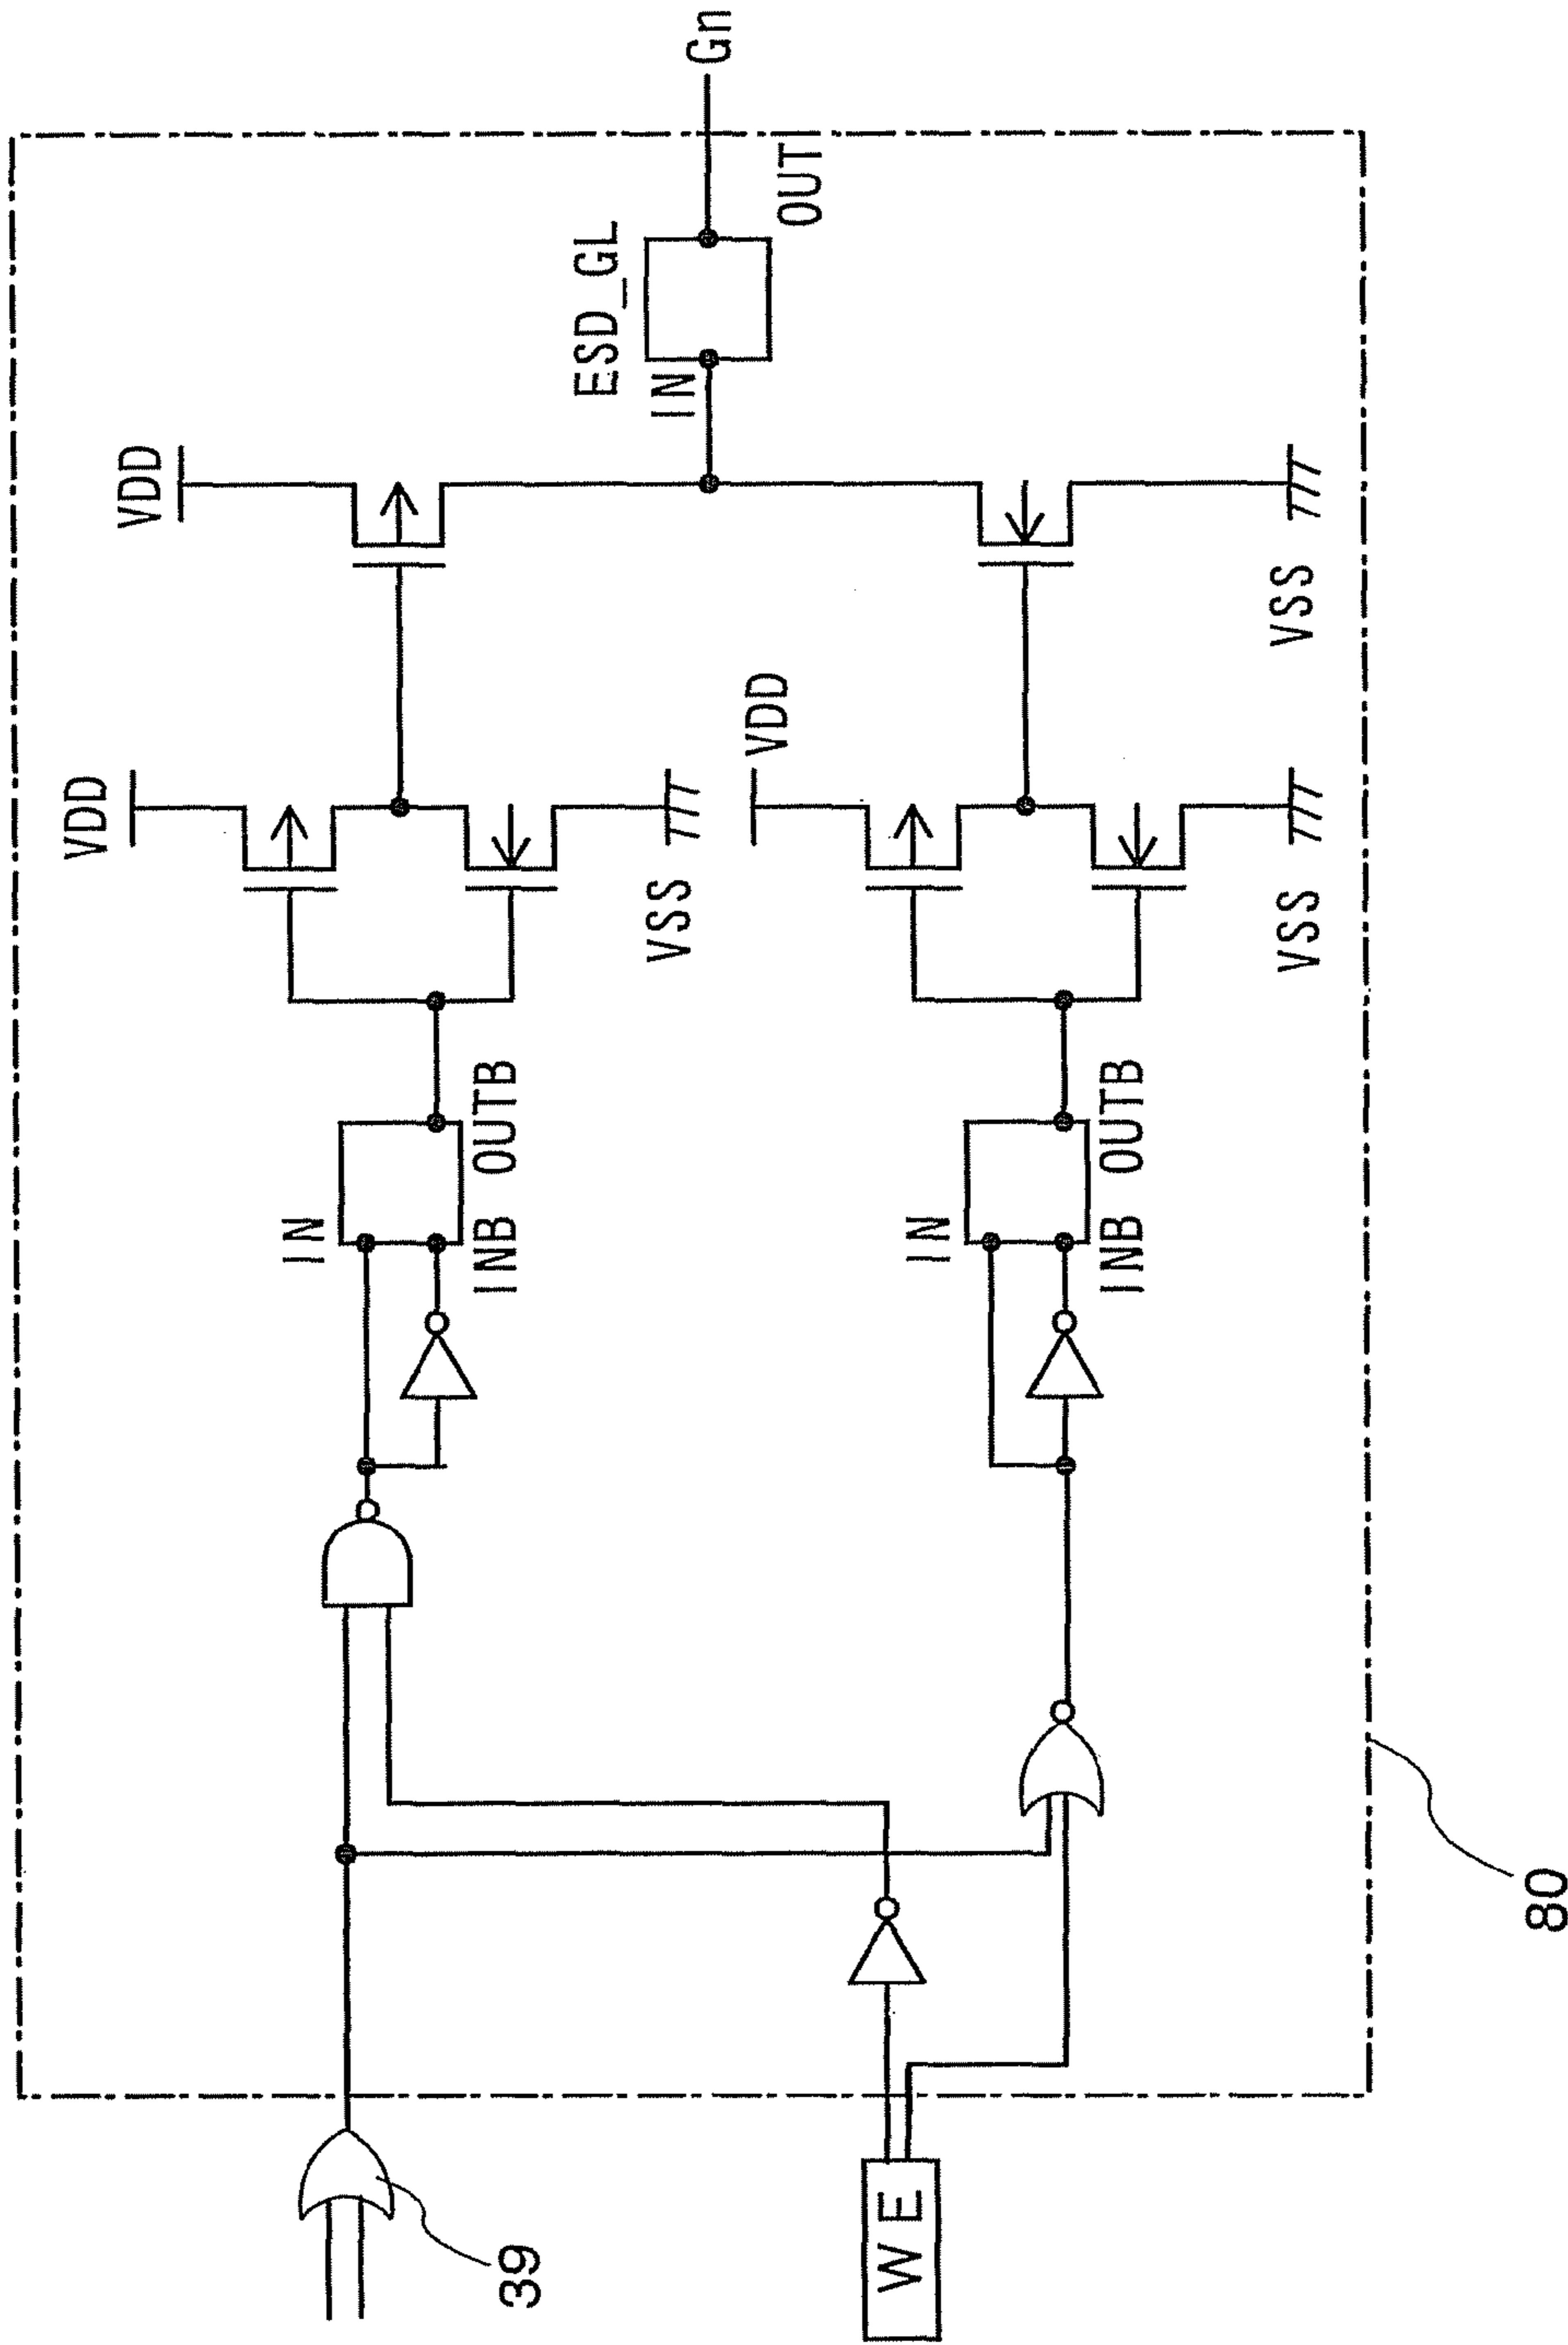 39
WE
80
IN
INB OUTB
VDD
VSS
VDD
IN
INB OUTB
VDD
VSS
VSS
ESD_GL
IN
OUT
Gn